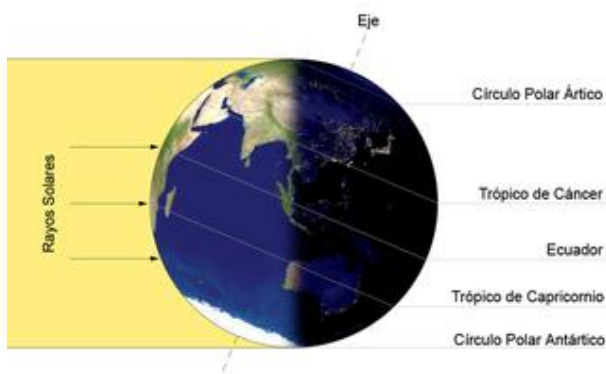 Eje
Círculo Polar Ártico
Rayos Solares
Trópico de Cáncer
Ecuador
Trópico de Capricornio
Círculo Polar Antártico